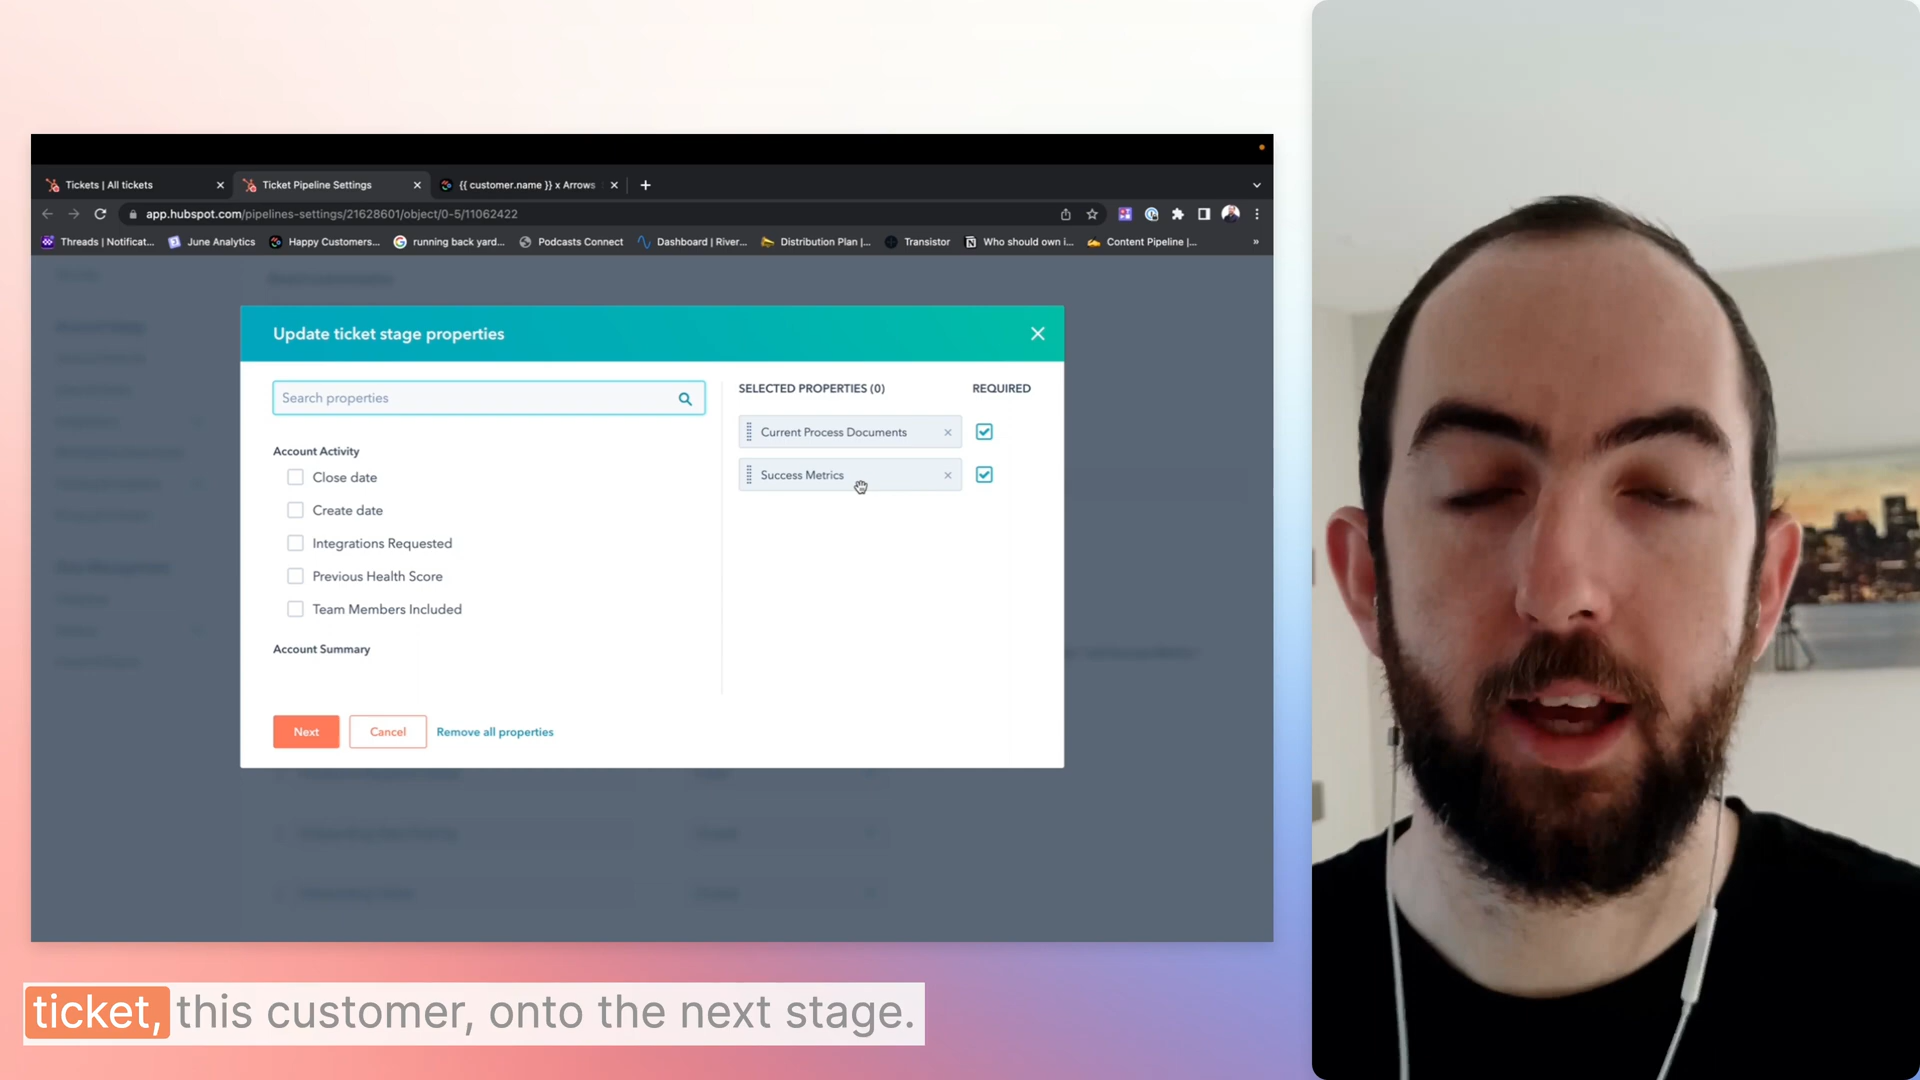 Tickets | All tickets
Ticket Pipeline Settings
{{ customer.name }} x Arrows
app.hubspot.com/pipelines-settings/21628601/object/0-5/11062422
Threads | Notificat...
June Analytics
Happy Customers...
running back yard...
Podcasts Connect
Dashboard | River...
Distribution Plan |...
Transistor
Who should own i...
Content Pipeline |...
Update ticket stage properties
Search properties
Account Activity
Close date
Create date
Integrations Requested
Previous Health Score
Team Members Included
Account Summary
SELECTED PROPERTIES (0)
REQUIRED
Current Process Documents
Success Metrics
Next
Cancel
Remove all properties
ticket, this customer, onto the next stage.